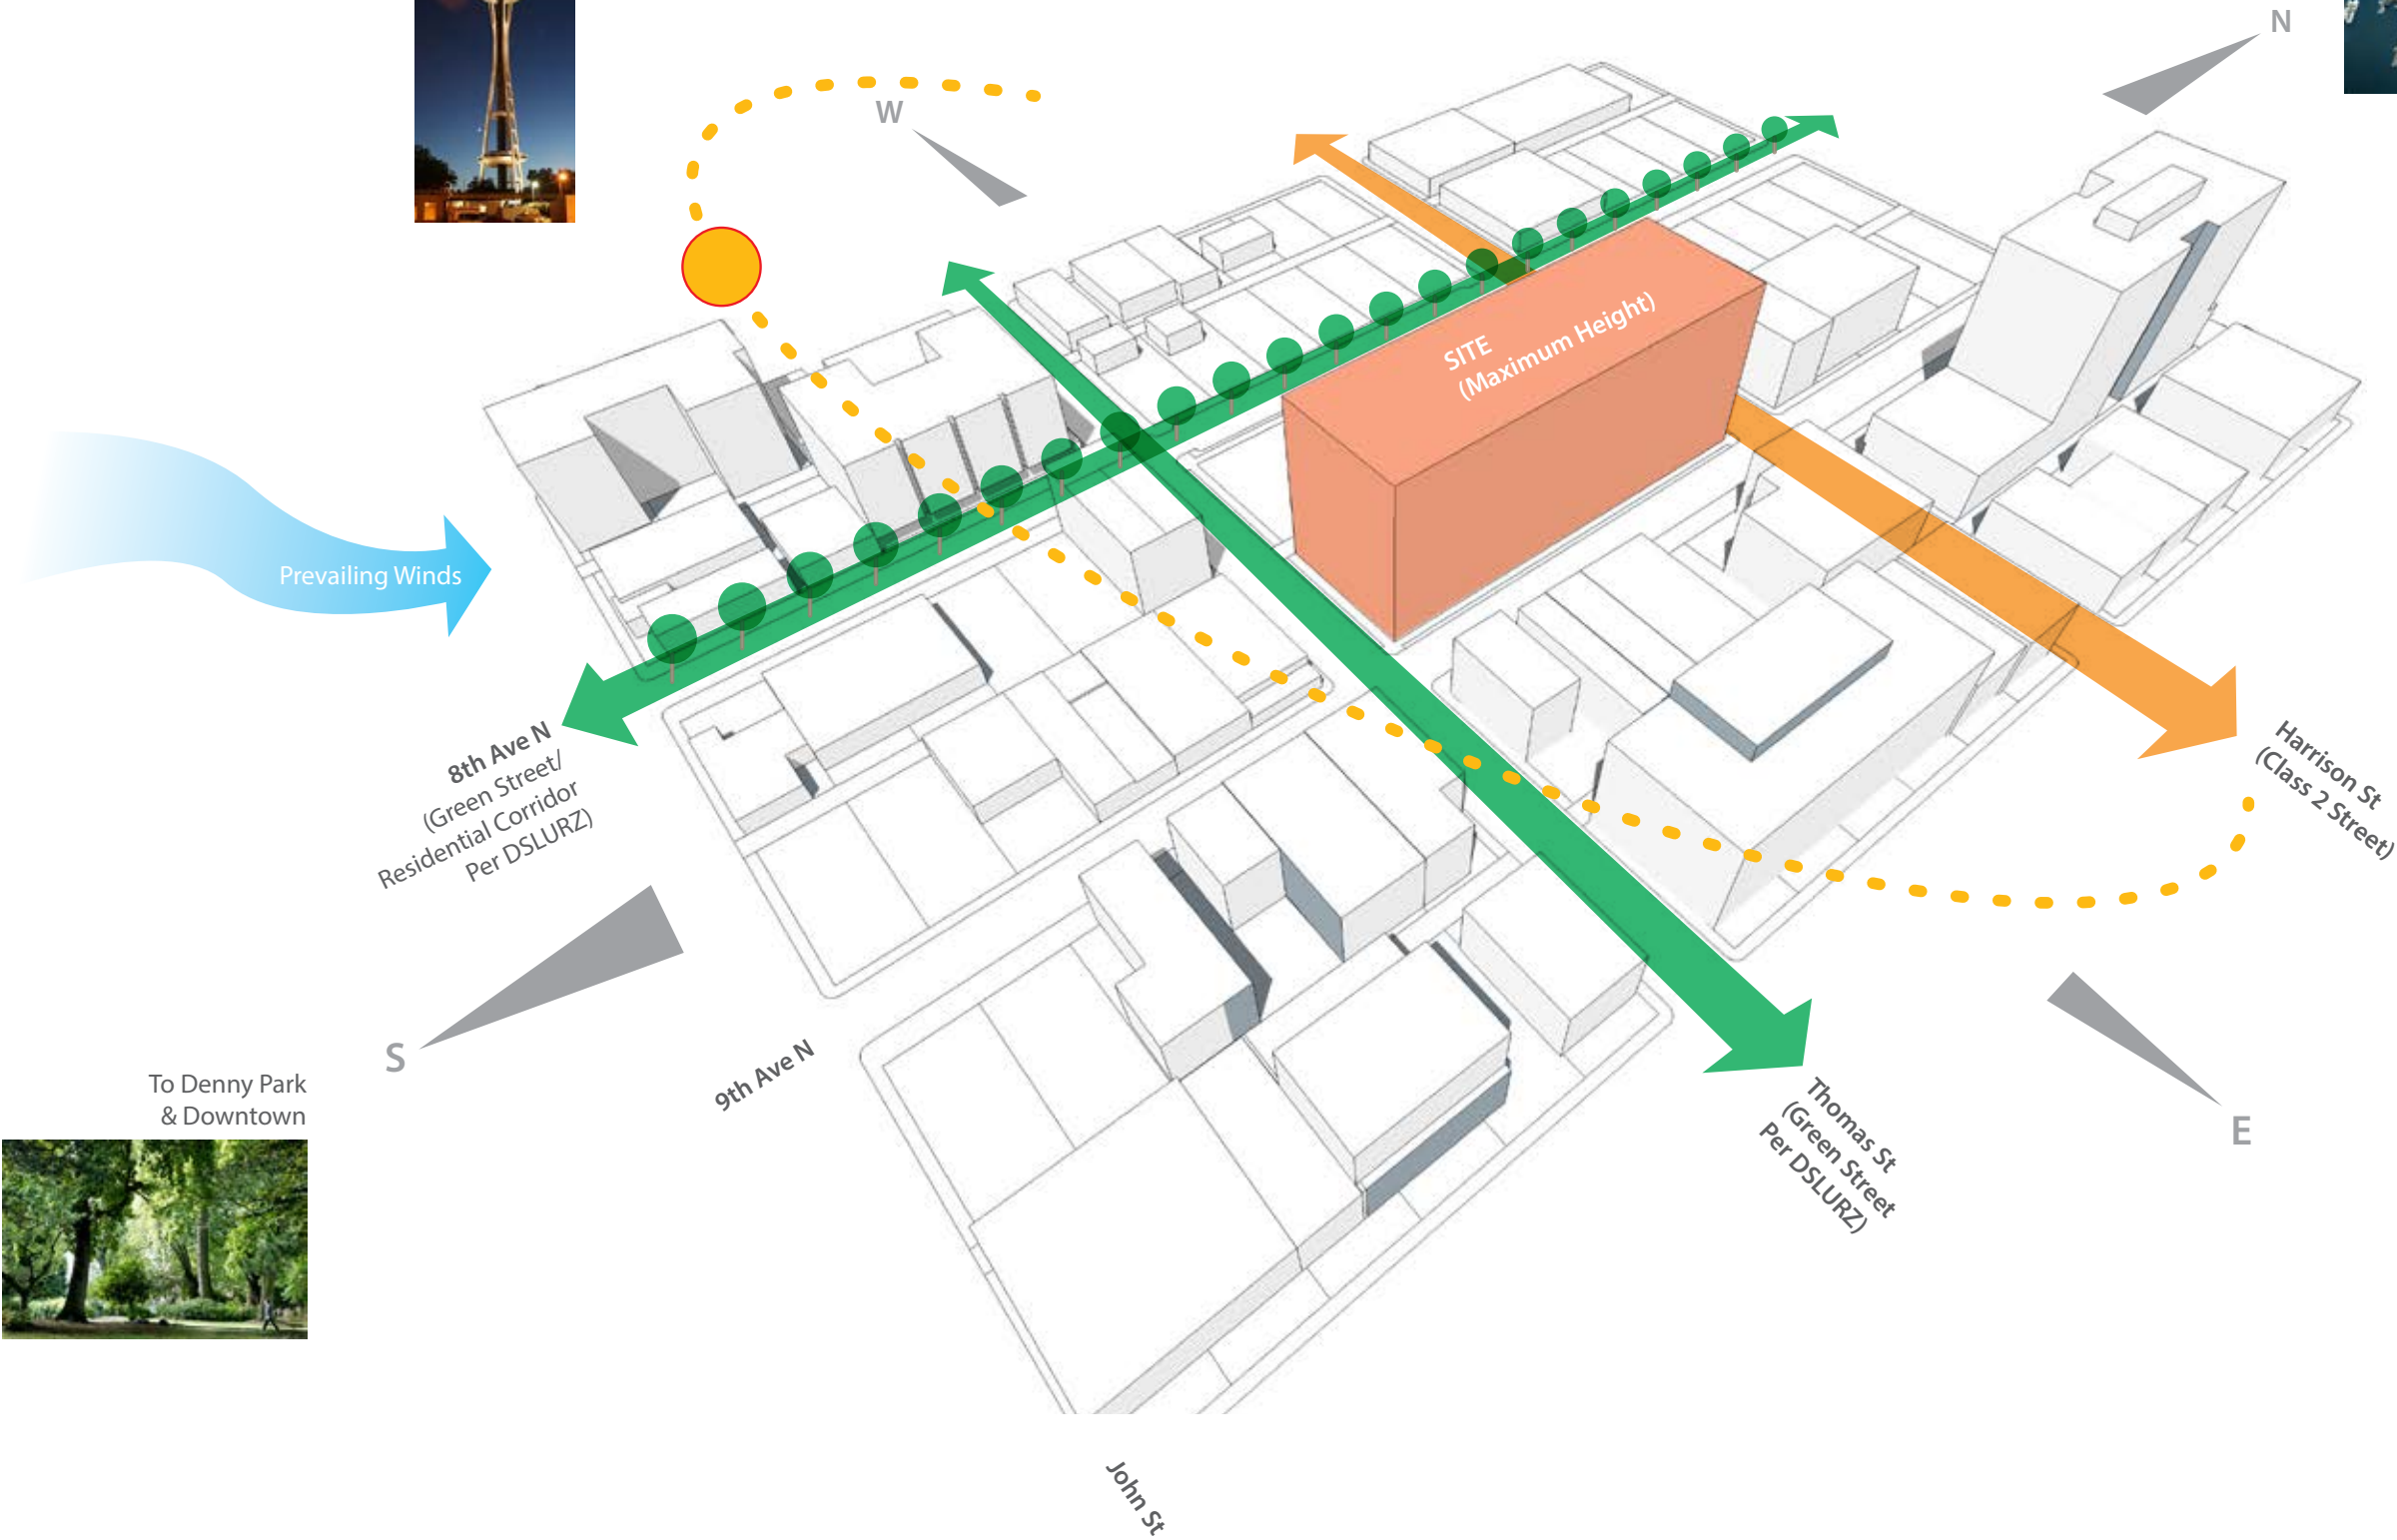 N
W
SITE
(Maximum Height)
Prevailing Winds
8th Ave N
(Green Street/
Residential Corridor
Per DSLURZ)
Harrison St
(Class 2 Street)
S
9th Ave N
To Denny Park
& Downtown
Thomas St
(Green Street
Per DSLURZ)
E
John St